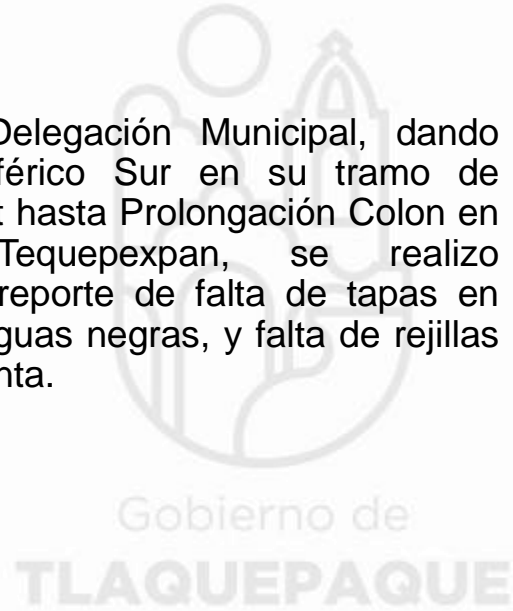 Delegación Municipal, dando
férico Sur en su tramo de
hasta Prolongación Colon en
Tequepexpan, se realizo
reporte de falta de tapas en
guas negras, y falta de rejillas
nta.
Gobierno de
TLAQUEPAQUE